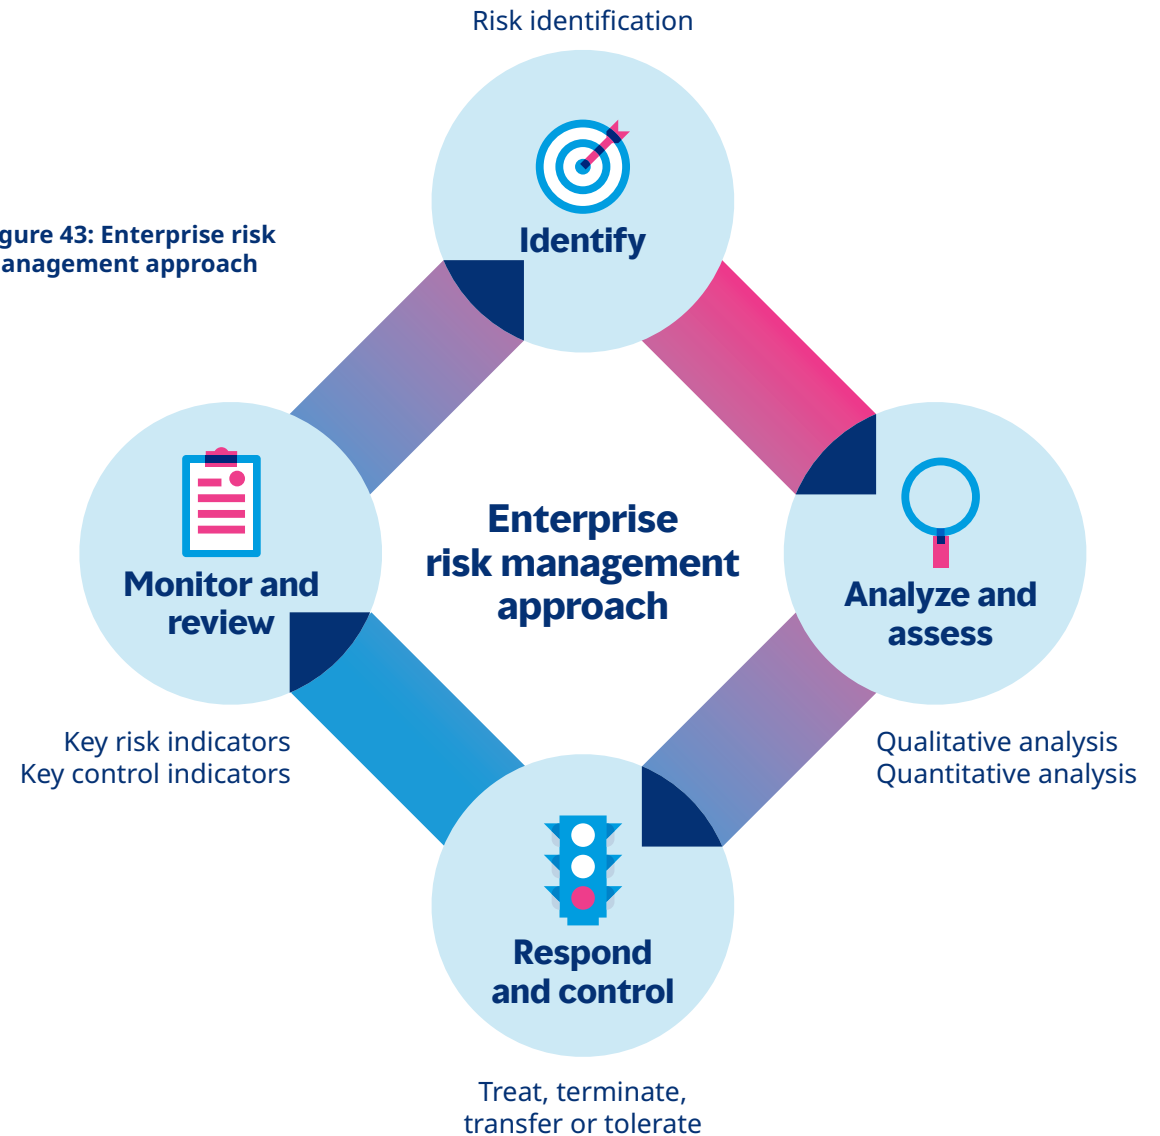 Risk identification
Identify
gure 43: Enterprise risk
anagement approach
Enterprise
risk management
approach
Monitor and
review
Analyze and
assess
Key risk indicators
Key control indicators
Qualitative analysis
Quantitative analysis
Respond
and control
Treat, terminate,
transfer or tolerate